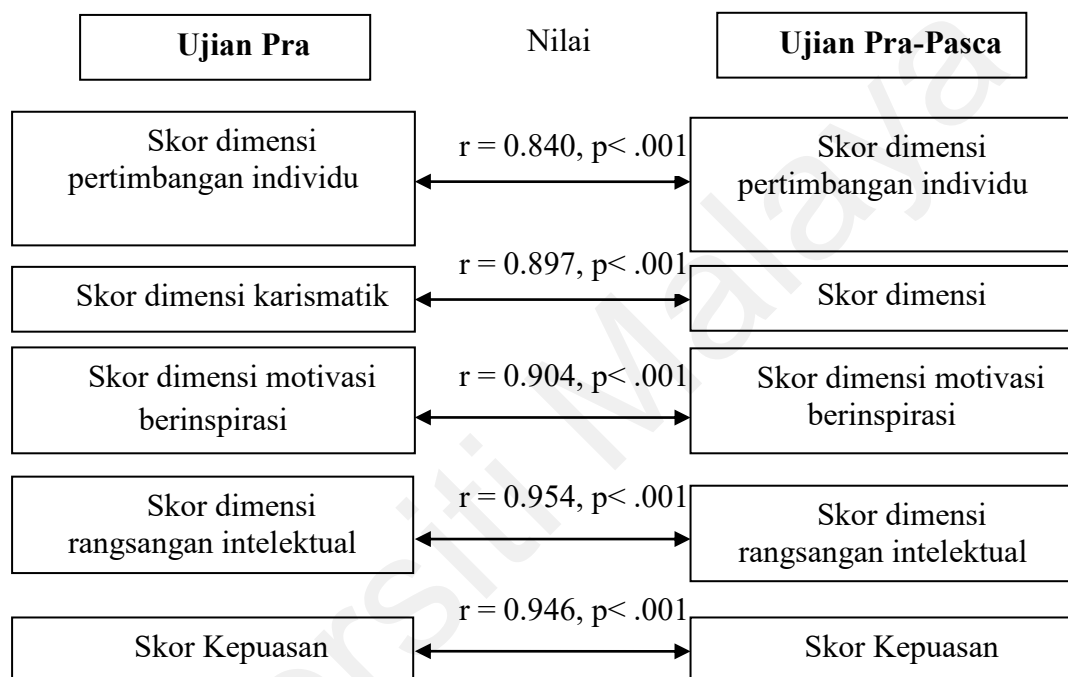 Ujian Pra
Nilai
Ujian Pra-Pasca
Skor dimensi
pertimbangan individu
r = 0.840, p< .001
Skor dimensi
pertimbangan individu
Skor dimensi karismatik
r = 0.897, p< .001
Skor dimensi
Skor dimensi motivasi
berinspirasi
r = 0.904, p< .001
Skor dimensi motivasi
berinspirasi
Skor dimensi
rangsangan intelektual
r = 0.954, p< .001
Skor dimensi
rangsangan intelektual
Skor Kepuasan
r = 0.946, p< .001
Skor Kepuasan
ersiti Malaya